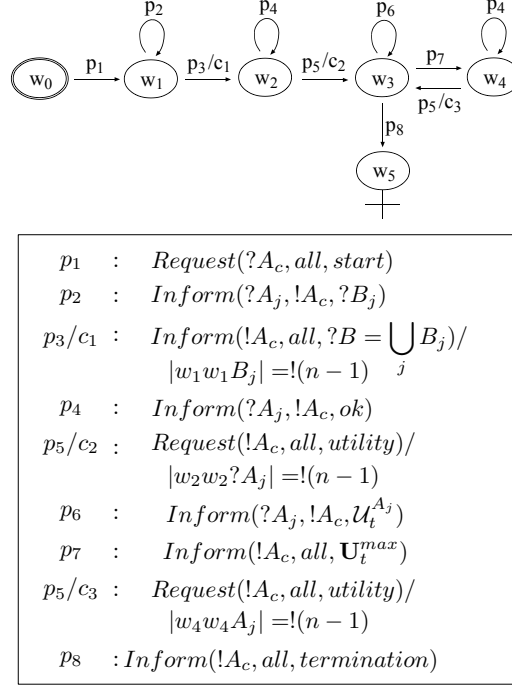 p2 p4 p6 p4
w0 p1 w1 p3/c1 w2 p5/c2 w3 p7 w4
p5/c3
p8
w5
p1 : Request(?Ac, all, start)
p2 : Inform(?Aj, !Ac, ?Bj)
p3/c1 : Inform(!Ac, all, ?B = ⋃j Bj)/
|w1w1Bj| =!(n − 1)
p4 : Inform(?Aj, !Ac, ok)
p5/c2 : Request(!Ac, all, utility)/
|w2w2?Aj| =!(n − 1)
p6 : Inform(?Aj, !Ac, 𝒰t^Aj)
p7 : Inform(!Ac, all, Ut^max)
p5/c3 : Request(!Ac, all, utility)/
|w4w4Aj| =!(n − 1)
p8 : Inform(!Ac, all, termination)